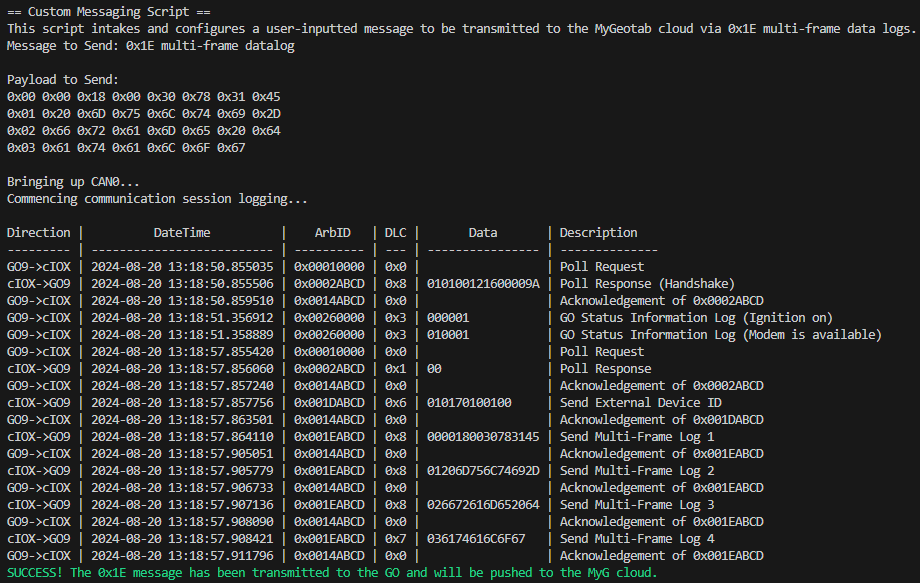 == Custom Messaging Script ==
This script intakes and configures a user-inputted message to be transmitted to the MyGeotab cloud via 0x1E multi-frame data logs.
Message to Send: 0x1E multi-frame datalog
Payload to Send:
0x00 0x00 0x18 0x00 0x30 0x78 0x31 0x45
0x01 0x20 0x6D 0x75 0x6C 0x74 0x69 0x2D
0x02 0x66 0x72 0x61 0x6D 0x65 0x20 0x64
0x03 0x61 0x74 0x61 0x6C 0x6F 0x67
Bringing up CAN0...
Commencing communication session logging...
Direction | DateTime | ArbID | DLC | Data | Description
--------- | -------------------------- | ---------- | --- | ---------------- | --------------
GO9->cIOX | 2024-08-20 13:18:50.855035 | 0x00010000 | 0x0 | | Poll Request
cIOX->GO9 | 2024-08-20 13:18:50.855506 | 0x0002ABCD | 0x8 | 010100121600009A | Poll Response (Handshake)
GO9->cIOX | 2024-08-20 13:18:50.859510 | 0x0014ABCD | 0x0 | | Acknowledgement of 0x0002ABCD
GO9->cIOX | 2024-08-20 13:18:51.356912 | 0x00260000 | 0x3 | 000001 | GO Status Information Log (Ignition on)
GO9->cIOX | 2024-08-20 13:18:51.358889 | 0x00260000 | 0x3 | 010001 | GO Status Information Log (Modem is available)
GO9->cIOX | 2024-08-20 13:18:57.855420 | 0x00010000 | 0x0 | | Poll Request
cIOX->GO9 | 2024-08-20 13:18:57.856060 | 0x0002ABCD | 0x1 | 00 | Poll Response
GO9->cIOX | 2024-08-20 13:18:57.857240 | 0x0014ABCD | 0x0 | | Acknowledgement of 0x0002ABCD
cIOX->GO9 | 2024-08-20 13:18:57.857756 | 0x001DABCD | 0x6 | 010170100100 | Send External Device ID
GO9->cIOX | 2024-08-20 13:18:57.863501 | 0x0014ABCD | 0x0 | | Acknowledgement of 0x001DABCD
cIOX->GO9 | 2024-08-20 13:18:57.864110 | 0x001EABCD | 0x8 | 0000180030783145 | Send Multi-Frame Log 1
GO9->cIOX | 2024-08-20 13:18:57.905051 | 0x0014ABCD | 0x0 | | Acknowledgement of 0x001EABCD
cIOX->GO9 | 2024-08-20 13:18:57.905779 | 0x001EABCD | 0x8 | 01206D756C74692D | Send Multi-Frame Log 2
GO9->cIOX | 2024-08-20 13:18:57.906733 | 0x0014ABCD | 0x0 | | Acknowledgement of 0x001EABCD
cIOX->GO9 | 2024-08-20 13:18:57.907136 | 0x001EABCD | 0x8 | 026672616D652064 | Send Multi-Frame Log 3
GO9->cIOX | 2024-08-20 13:18:57.908090 | 0x0014ABCD | 0x0 | | Acknowledgement of 0x001EABCD
cIOX->GO9 | 2024-08-20 13:18:57.908421 | 0x001EABCD | 0x7 | 036174616C6F67 | Send Multi-Frame Log 4
GO9->cIOX | 2024-08-20 13:18:57.911796 | 0x0014ABCD | 0x0 | | Acknowledgement of 0x001EABCD
SUCCESS! The 0x1E message has been transmitted to the GO and will be pushed to the MyG cloud.